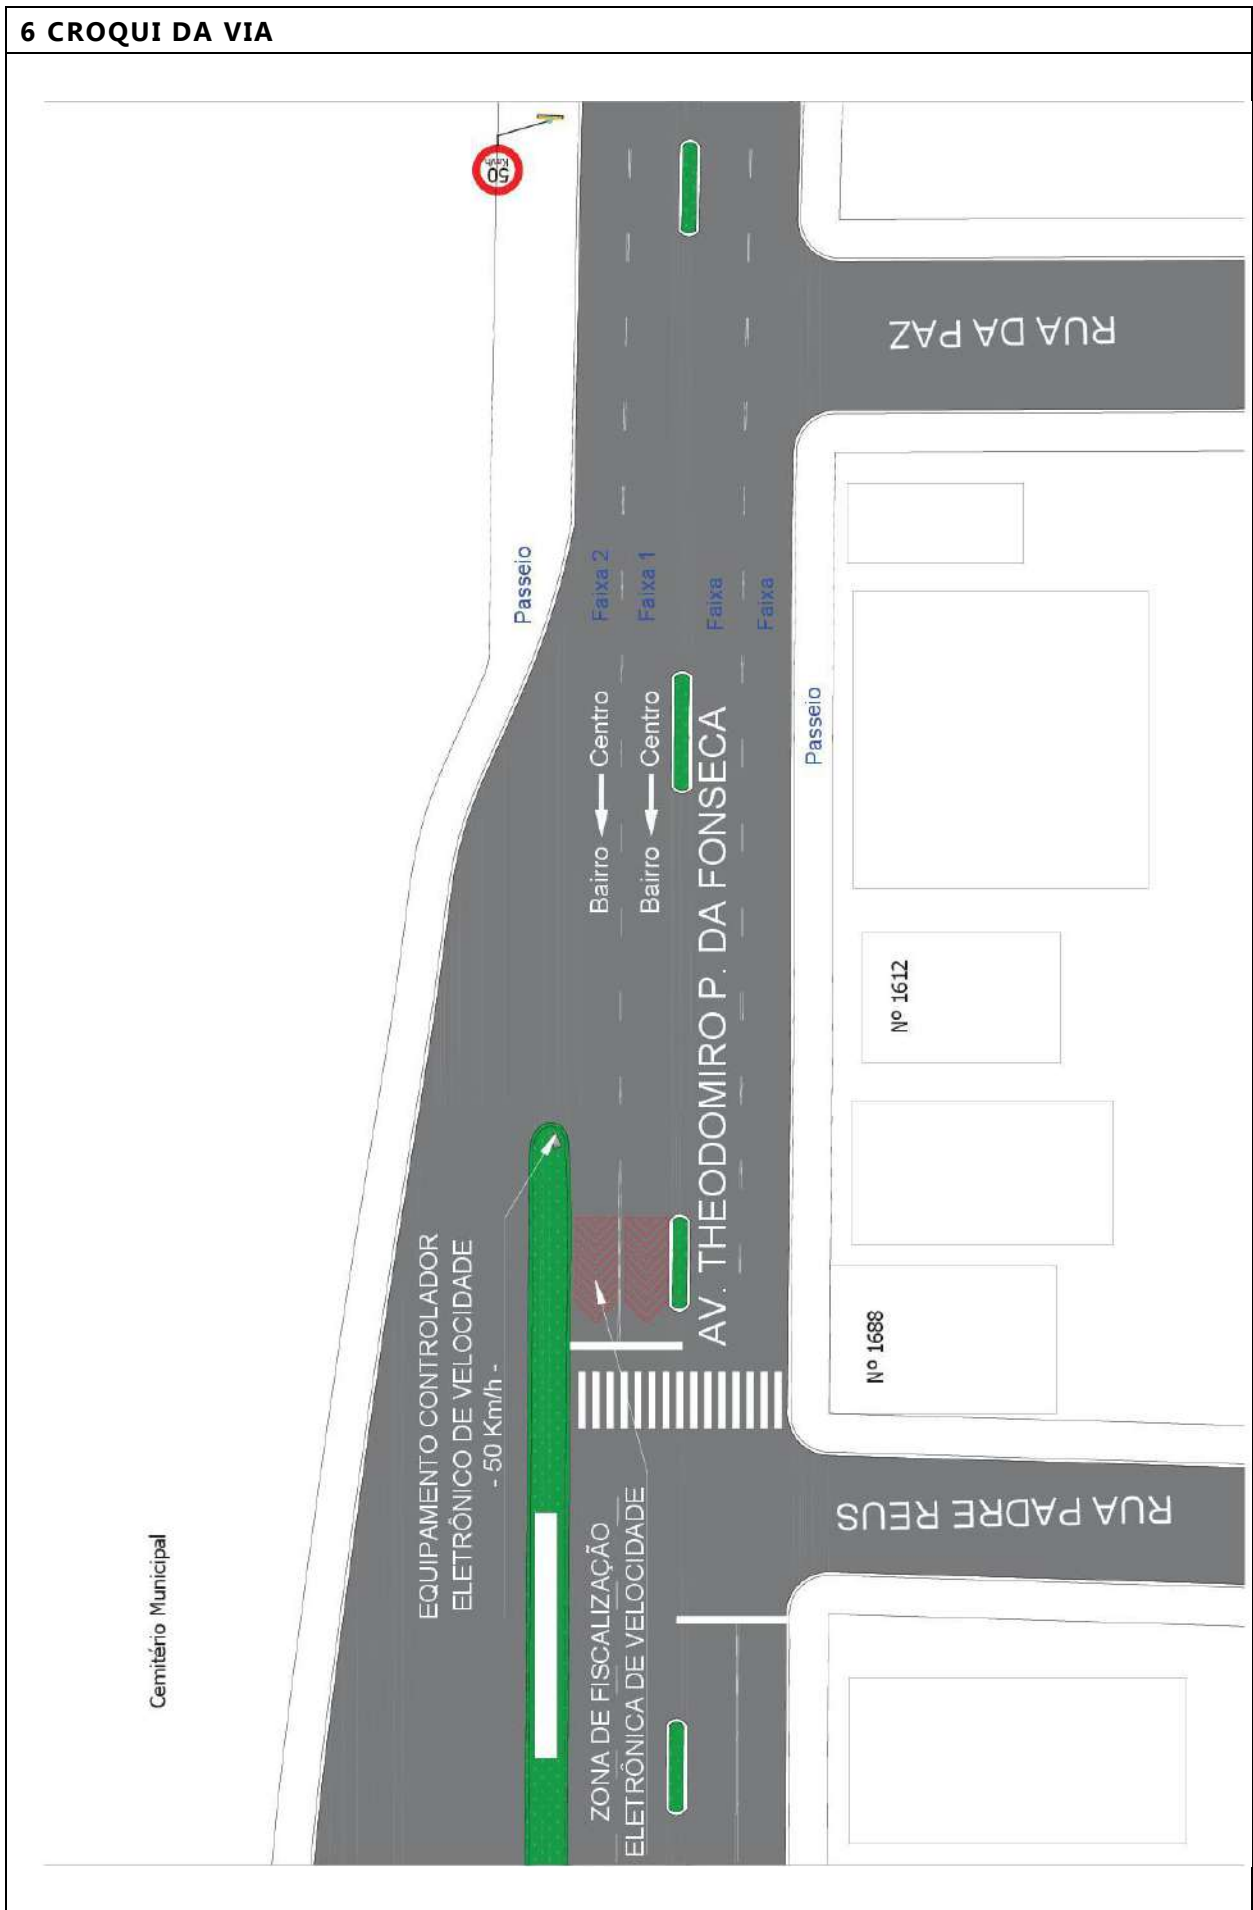 6 CROQUI DA VIA
50
Km/h
RUA DA PAZ
Passeio
Faixa 2
Faixa 1
Faixa
Faixa
Bairro Centro
Bairro Centro
AV. THEODOMIRO P. DA FONSECA
Passeio
Nº 1612
EQUIPAMENTO CONTROLADOR
ELETRÔNICO DE VELOCIDADE
- 50 Km/h -
Nº 1688
ZONA DE FISCALIZAÇÃO
ELETRÔNICA DE VELOCIDADE
RUA PADRE REUS
Cemitério Municipal